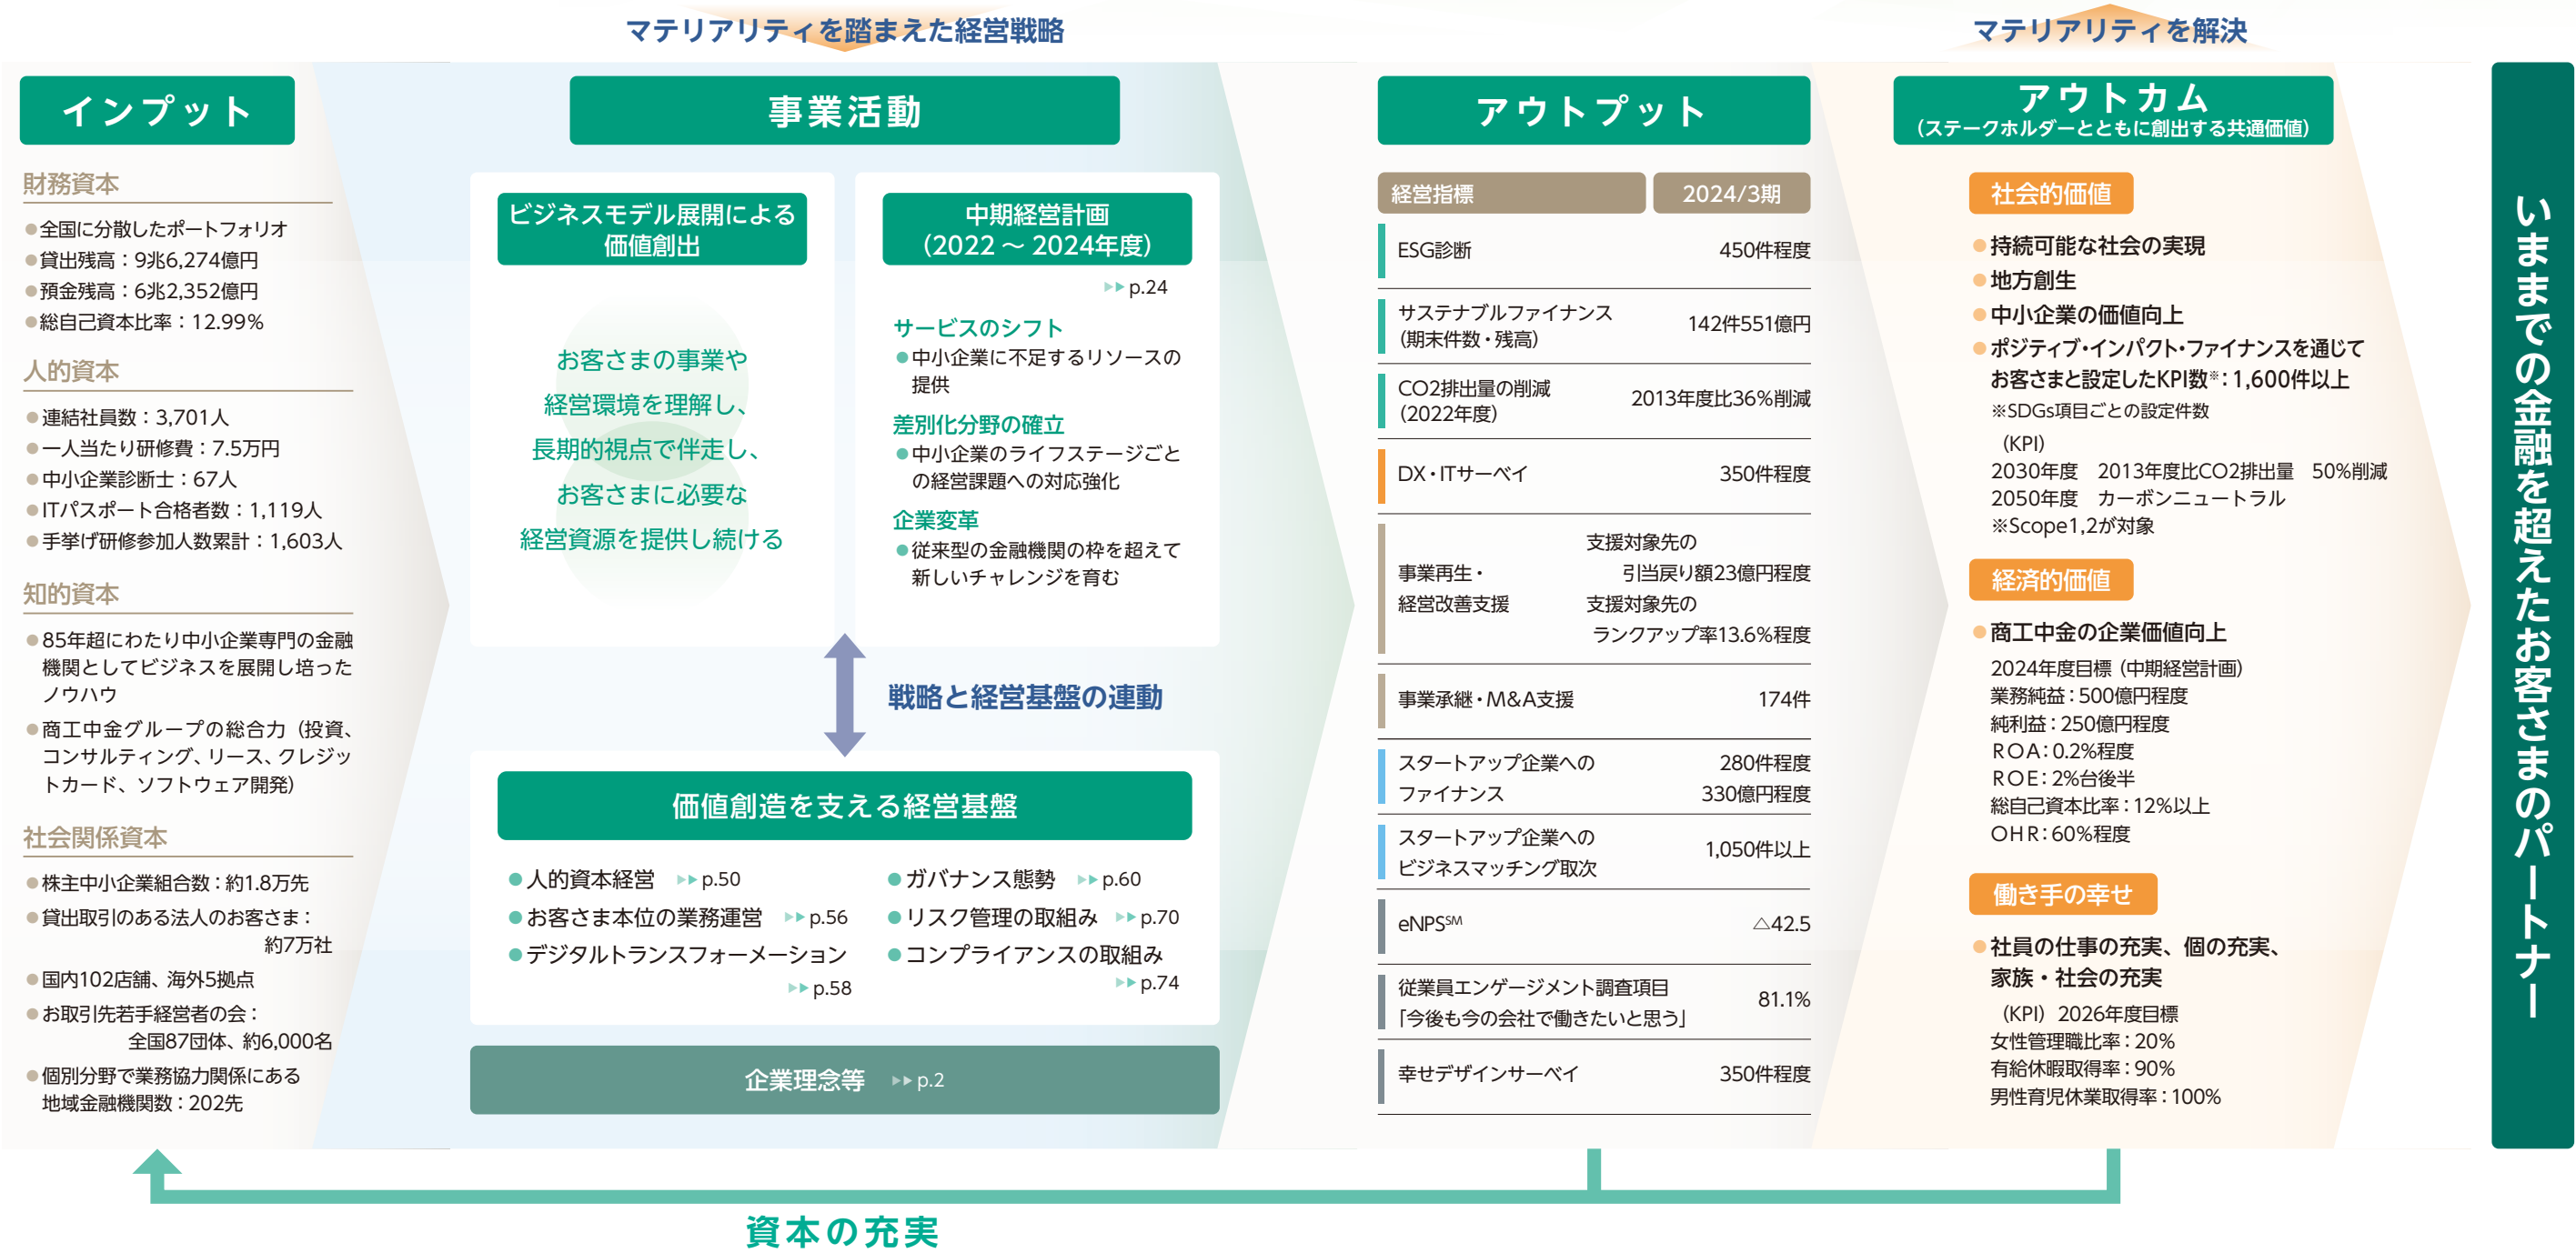 マテリアリティを踏まえた経営戦略
マテリアリティを解決
インプット
財務資本
●全国に分散したポートフォリオ
●貸出残高：9兆6,274億円
●預金残高：6兆2,352億円
●総自己資本比率：12.99%
人的資本
●連結社員数：3,701人
●一人当たり研修費：7.5万円
●中小企業診断士：67人
●ITパスポート合格者数：1,119人
●手挙げ研修参加人数累計：1,603人
知的資本
●85年超にわたり中小企業専門の金融
機関としてビジネスを展開し培った
ノウハウ
●商工中金グループの総合力（投資、
コンサルティング、リース、クレジッ
トカード、ソフトウェア開発）
社会関係資本
●株主中小企業組合数：約1.8万先
●貸出取引のある法人のお客さま：
約7万社
●国内102店舗、海外5拠点
●お取引先若手経営者の会：
全国87団体、約6,000名
●個別分野で業務協力関係にある
地域金融機関数：202先
事業活動
ビジネスモデル展開による
価値創出
お客さまの事業や
経営環境を理解し、
長期的視点で伴走し、
お客さまに必要な
経営資源を提供し続ける
中期経営計画
（2022 ～ 2024年度）
▶▶p.24
サービスのシフト
●中小企業に不足するリソースの
提供
差別化分野の確立
●中小企業のライフステージごと
の経営課題への対応強化
企業変革
●従来型の金融機関の枠を超えて
新しいチャレンジを育む
戦略と経営基盤の連動
価値創造を支える経営基盤
●人的資本経営 ▶▶p.50
●お客さま本位の業務運営 ▶▶p.56
●デジタルトランスフォーメーション
▶▶p.58
●ガバナンス態勢 ▶▶p.60
●リスク管理の取組み ▶▶p.70
●コンプライアンスの取組み
▶▶p.74
企業理念等 ▶▶p.2
アウトプット
経営指標 2024/3期
ESG診断 450件程度
サステナブルファイナンス
（期末件数・残高） 142件551億円
CO2排出量の削減
（2022年度） 2013年度比36%削減
DX・ITサーベイ 350件程度
事業再生・
経営改善支援
支援対象先の
引当戻り額23億円程度
支援対象先の
ランクアップ率13.6%程度
事業承継・M&A支援 174件
スタートアップ企業への 280件程度
ファイナンス 330億円程度
スタートアップ企業への
ビジネスマッチング取次 1,050件以上
eNPS℠ △42.5
従業員エンゲージメント調査項目
「今後も今の会社で働きたいと思う」 81.1%
幸せデザインサーベイ 350件程度
アウトカム
（ステークホルダーとともに創出する共通価値）
社会的価値
●持続可能な社会の実現
●地方創生
●中小企業の価値向上
●ポジティブ・インパクト・ファイナンスを通じて
お客さまと設定したKPI数※：1,600件以上
※SDGs項目ごとの設定件数
（KPI）
2030年度　2013年度比CO2排出量　50%削減
2050年度　カーボンニュートラル
※Scope1,2が対象
経済的価値
●商工中金の企業価値向上
2024年度目標（中期経営計画）
業務純益：500億円程度
純利益：250億円程度
ROA：0.2%程度
ROE：2%台後半
総自己資本比率：12%以上
OHR：60%程度
働き手の幸せ
●社員の仕事の充実、個の充実、
家族・社会の充実
（KPI）2026年度目標
女性管理職比率：20%
有給休暇取得率：90%
男性育児休業取得率：100%
いままでの金融を超えたお客さまのパートナー
資本の充実